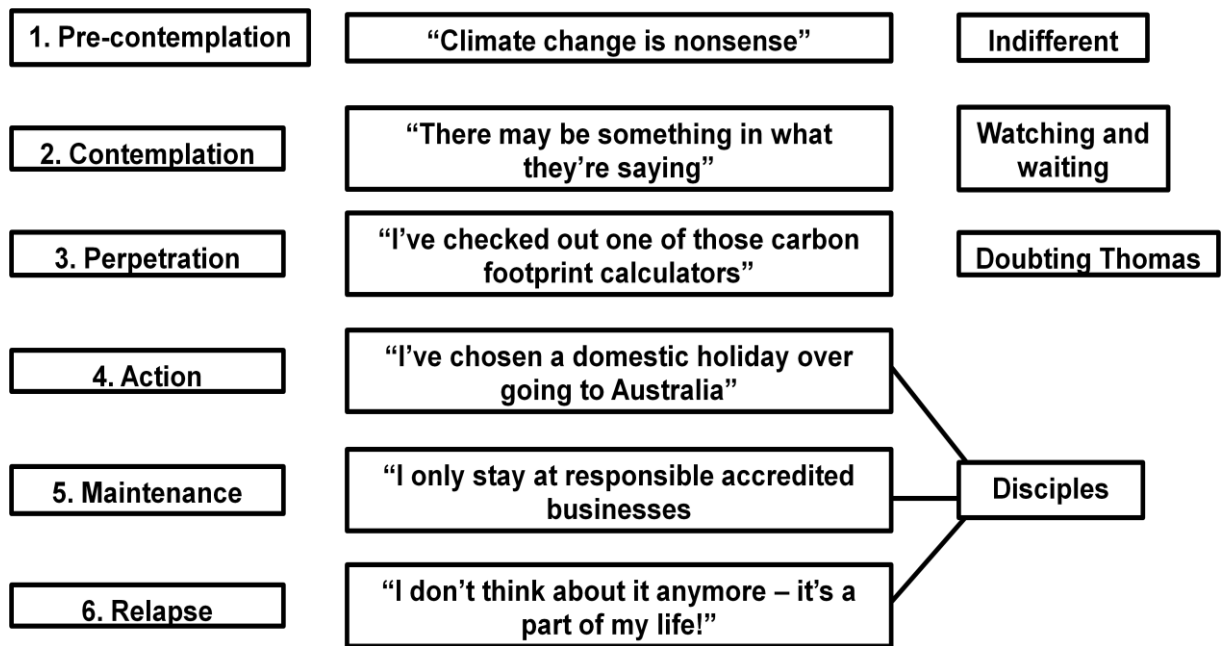 1. Pre-contemplation
“Climate change is nonsense”
Indifferent
2. Contemplation
“There may be something in what
they’re saying”
Watching and
waiting
3. Perpetration
“I’ve checked out one of those carbon
footprint calculators”
Doubting Thomas
4. Action
“I’ve chosen a domestic holiday over
going to Australia”
5. Maintenance
“I only stay at responsible accredited
businesses
Disciples
6. Relapse
“I don’t think about it anymore – it’s a
part of my life!”